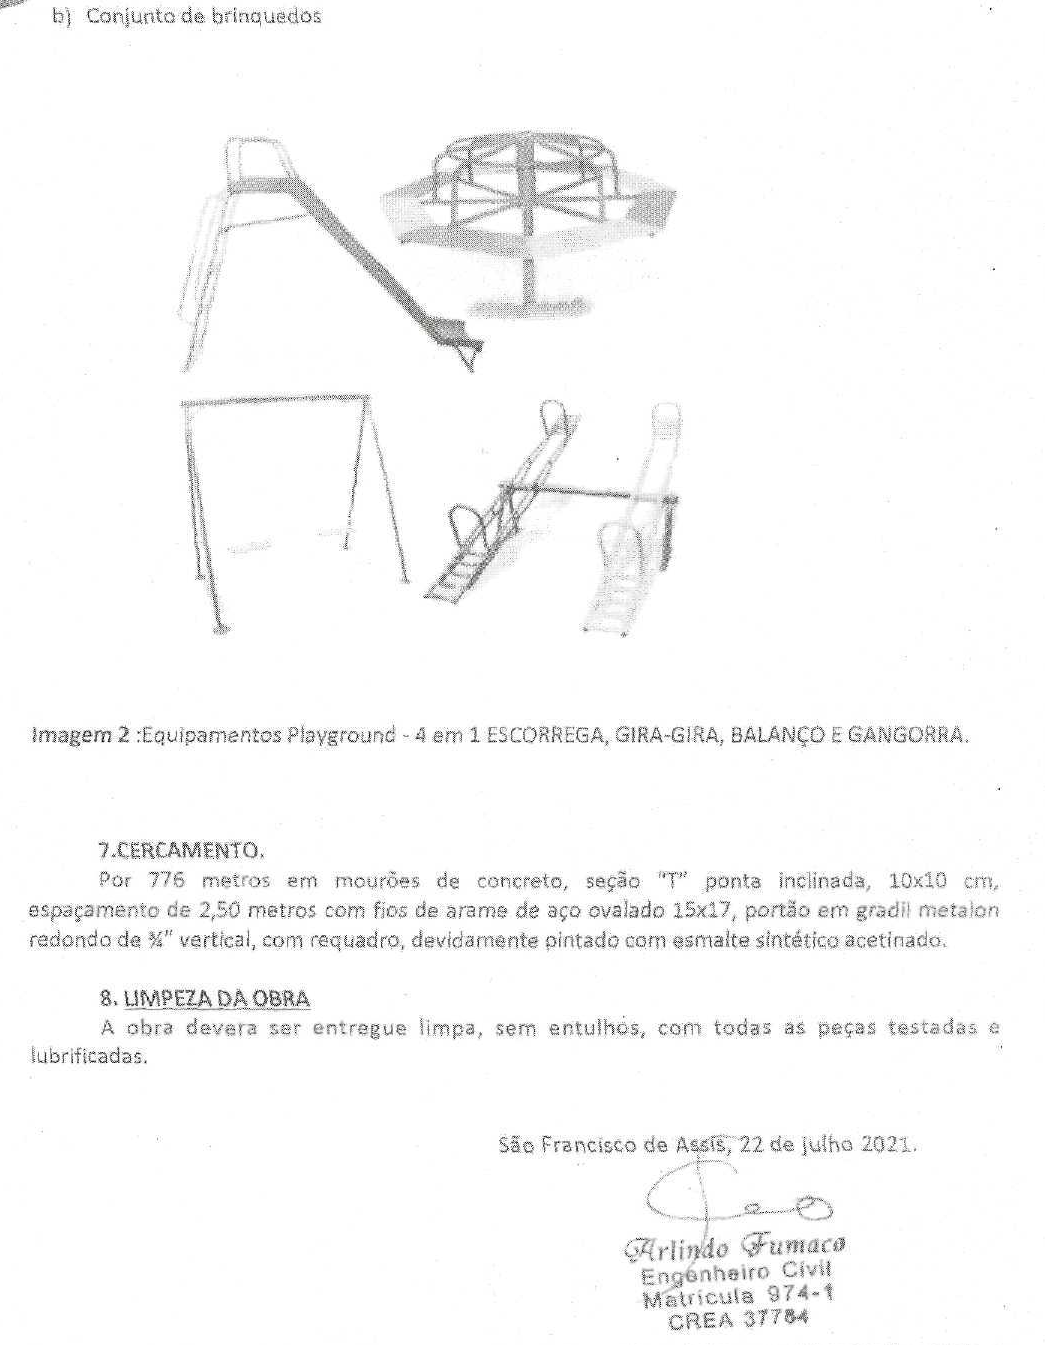 b) Conjunto de brinquedos
Imagem 2 :Equipamentos Playground - 4 em 1 ESCORREGA, GIRA-GIRA, BALANÇO E GANGORRA.
7.CERCAMENTO.
Por 776 metros em mourões de concreto, seção "T" ponta inclinada, 10x10 cm,
espaçamento de 2,50 metros com fios de arame de aço ovalado 15x17, portão em gradil metalon
redondo de ¾" vertical, com requadro, devidamente pintado com esmalte sintético acetinado.
8. LIMPEZA DA OBRA
A obra devera ser entregue limpa, sem entulhos, com todas as peças testadas e
lubrificadas.
São Francisco de Assis, 22 de julho 2021.
Arlindo Fumaco
Engenheiro Civil
Matricula 974-1
CREA 37784